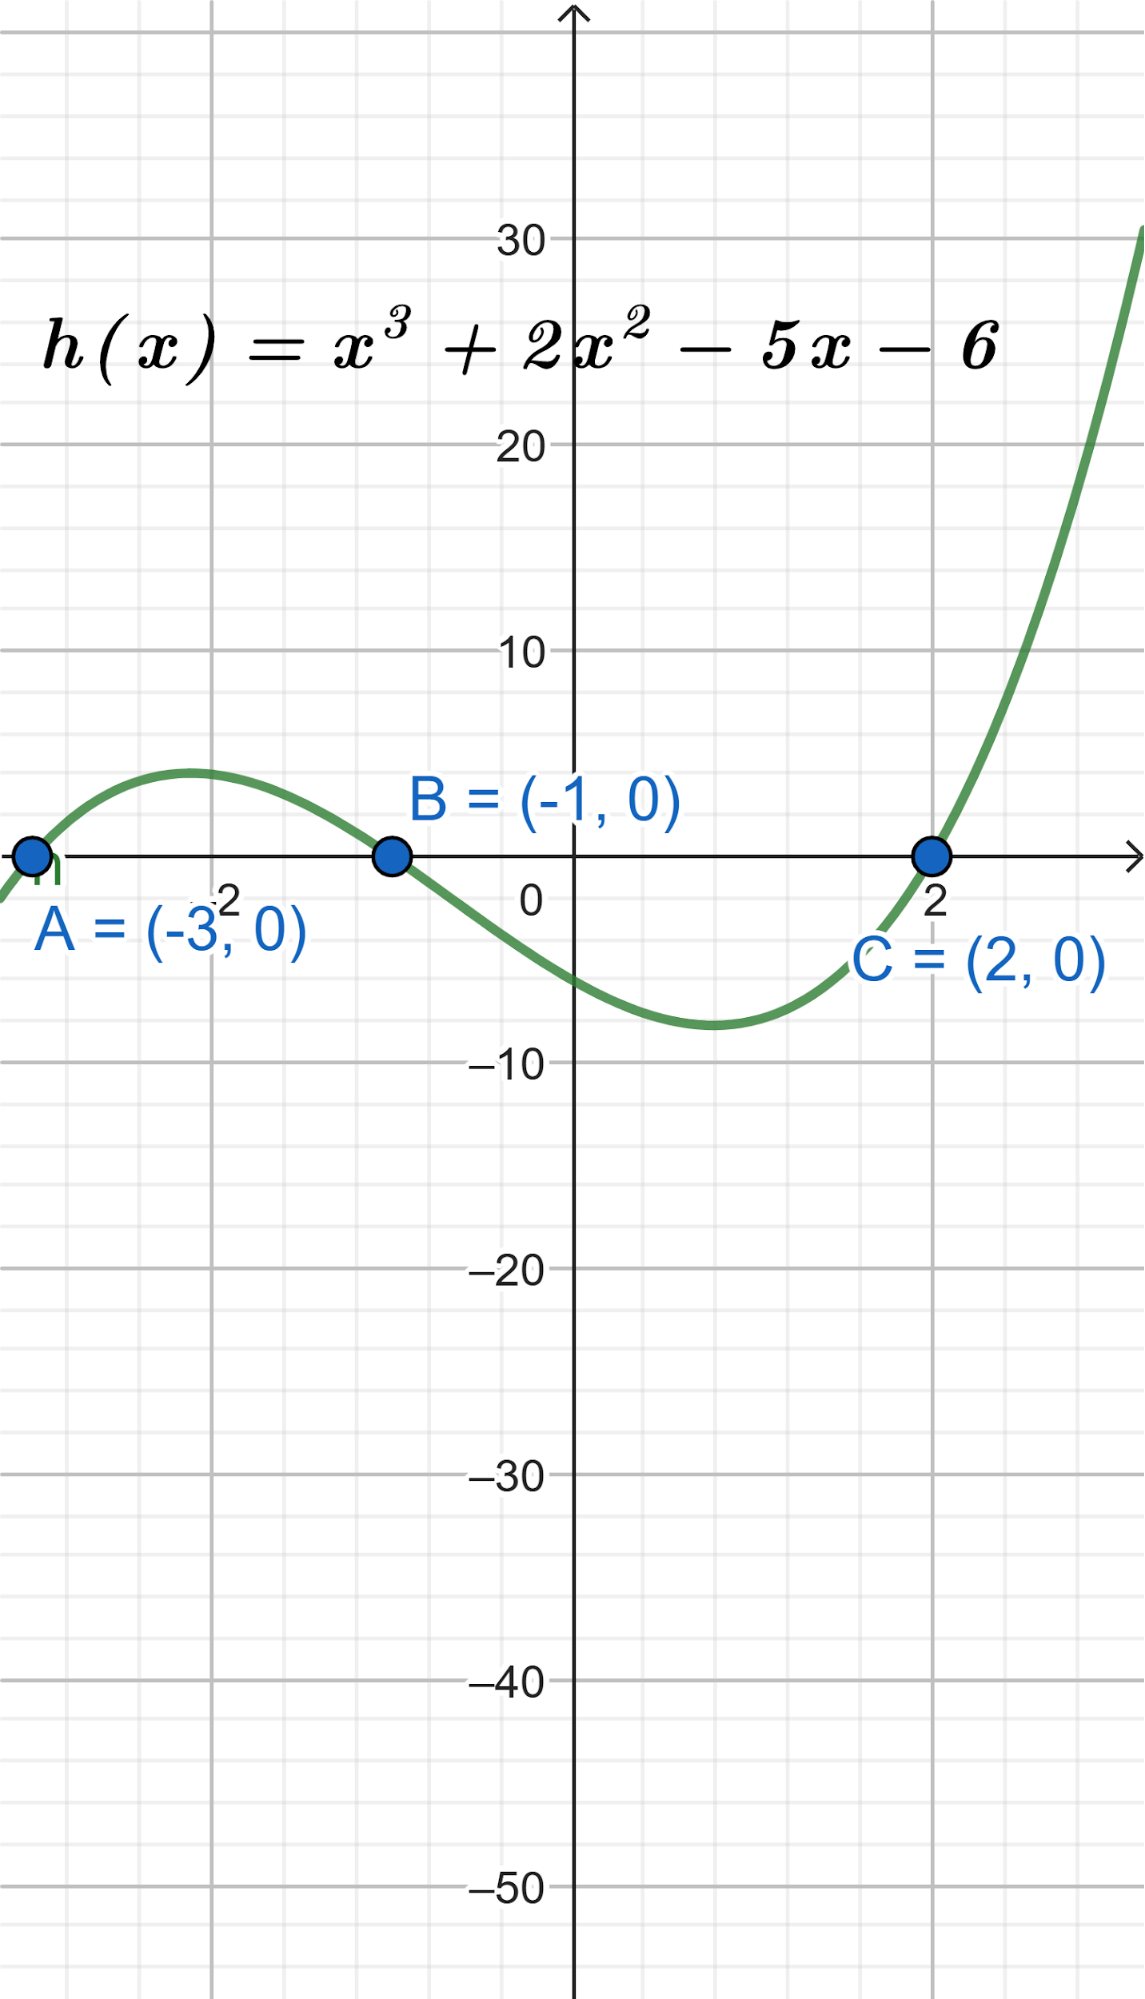 30
h(x) = x³ + 2x² − 5x − 6
20
10
B = (-1, 0)
–2
0
2
A = (-3, 0)
C = (2, 0)
–10
–20
–30
–40
–50